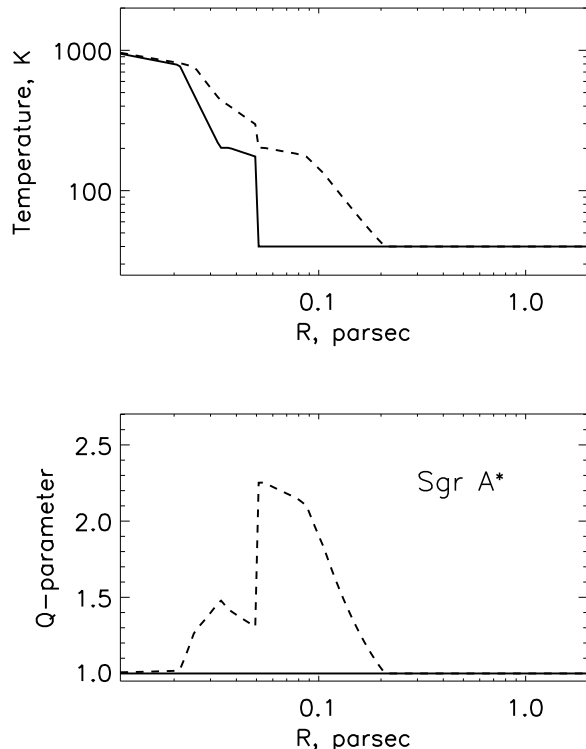 1000
100
Temperature, K
0.1
1.0
R, parsec
2.5
2.0
1.5
1.0
Q-parameter
Sgr A*
0.1
1.0
R, parsec